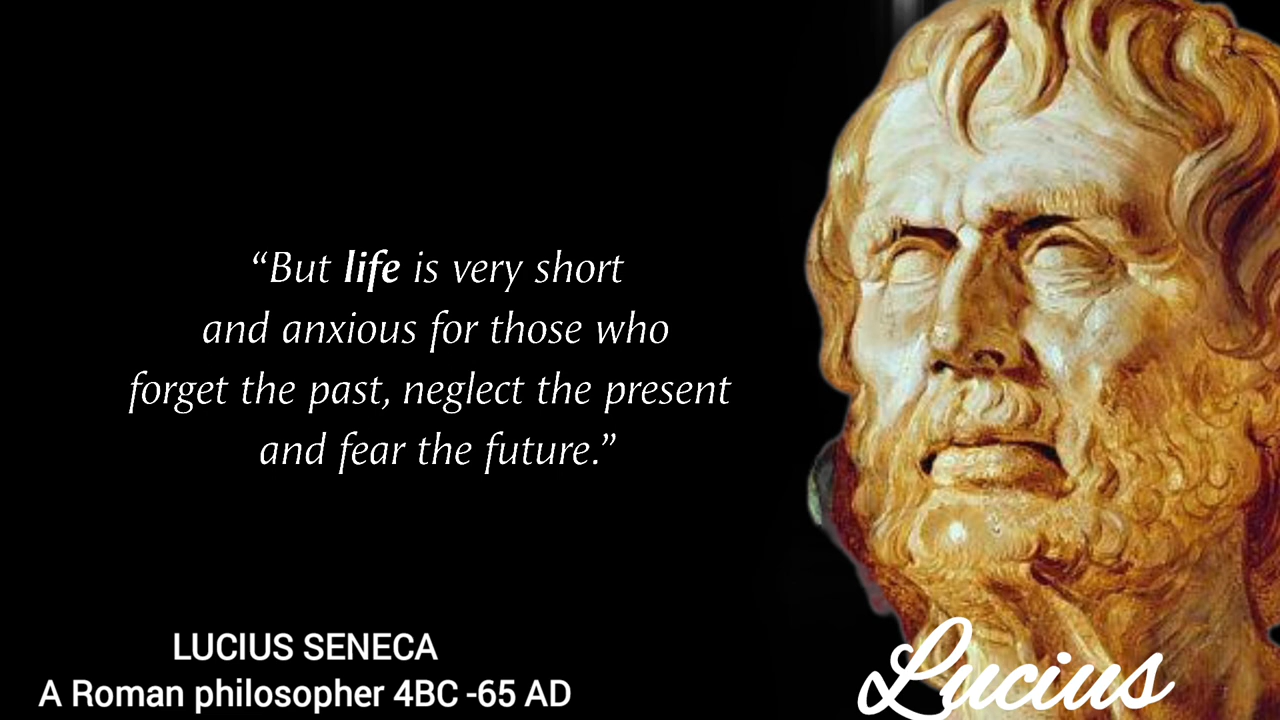 “But life is very short
and anxious for those who
forget the past, neglect the present
and fear the future.”
LUCIUS SENECA
A Roman philosopher 4BC -65 AD
Lucius